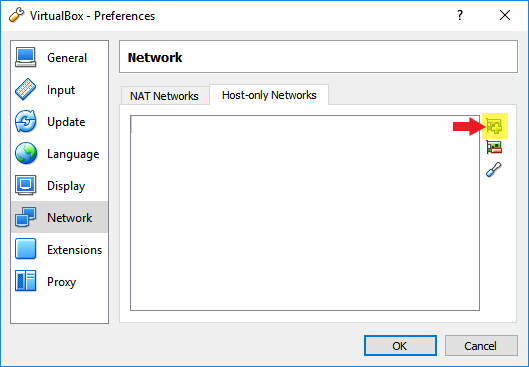 VirtualBox - Preferences
?
General
Input
Update
Language
Display
Network
Extensions
Proxy
Network
NAT Networks
Host-only Networks
OK
Cancel